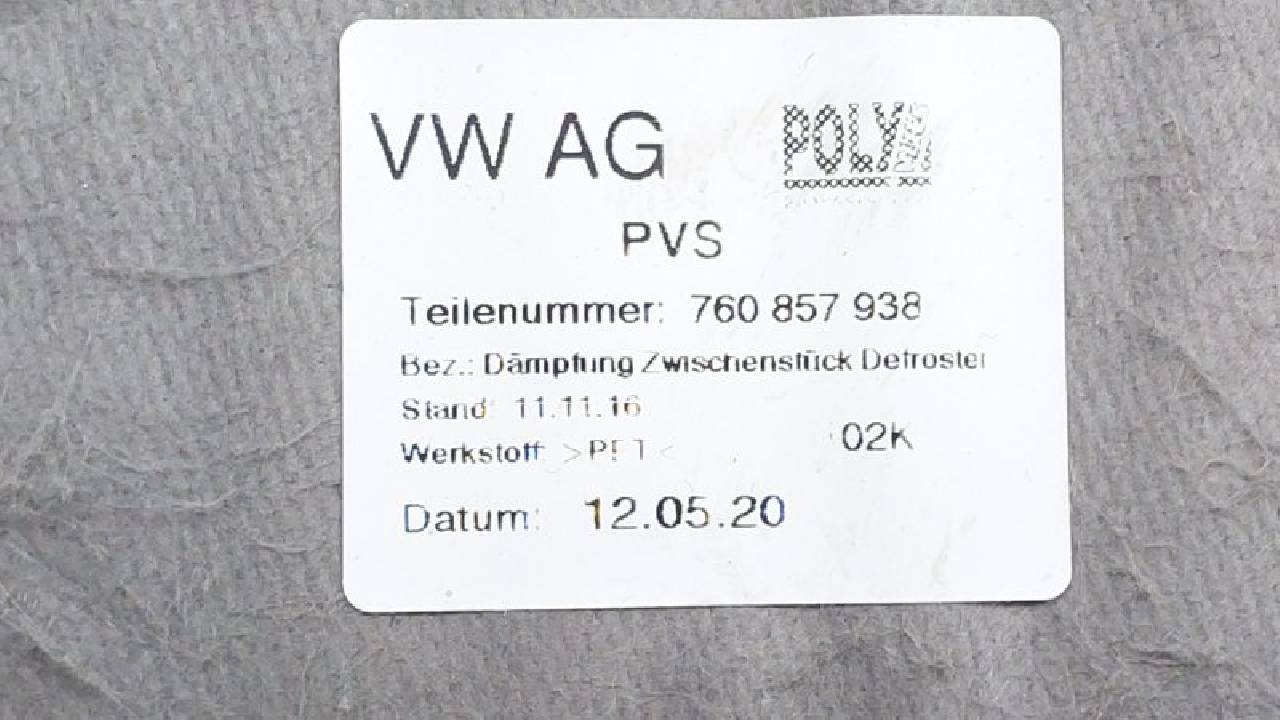 VW AG
POLY
PVS
Teilenummer: 760 857 938
Bez.: Dämpfung Zwischenstück Defroster
Stand: 11.11.16
Werkstoff: >PET<
02K
Datum: 12.05.20